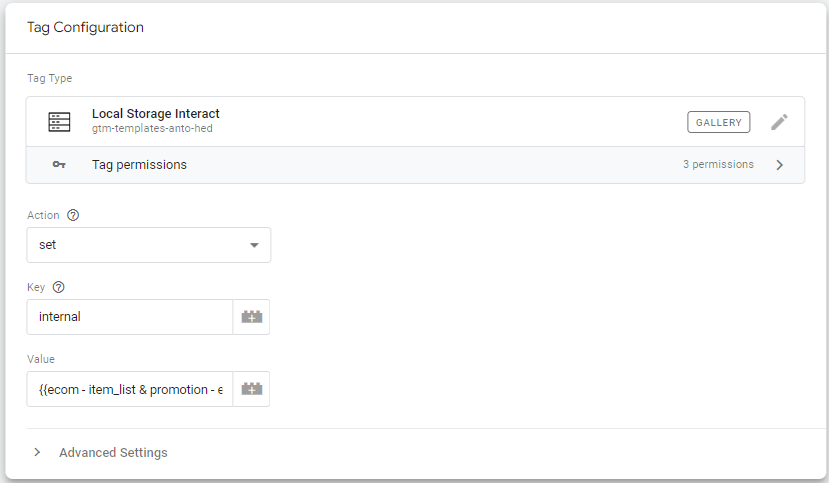 Tag Configuration
Tag Type
Local Storage Interact
gtm-templates-anto-hed
GALLERY
Tag permissions
3 permissions
Action
set
Key
internal
Value
{{ecom - item_list & promotion - e
Advanced Settings